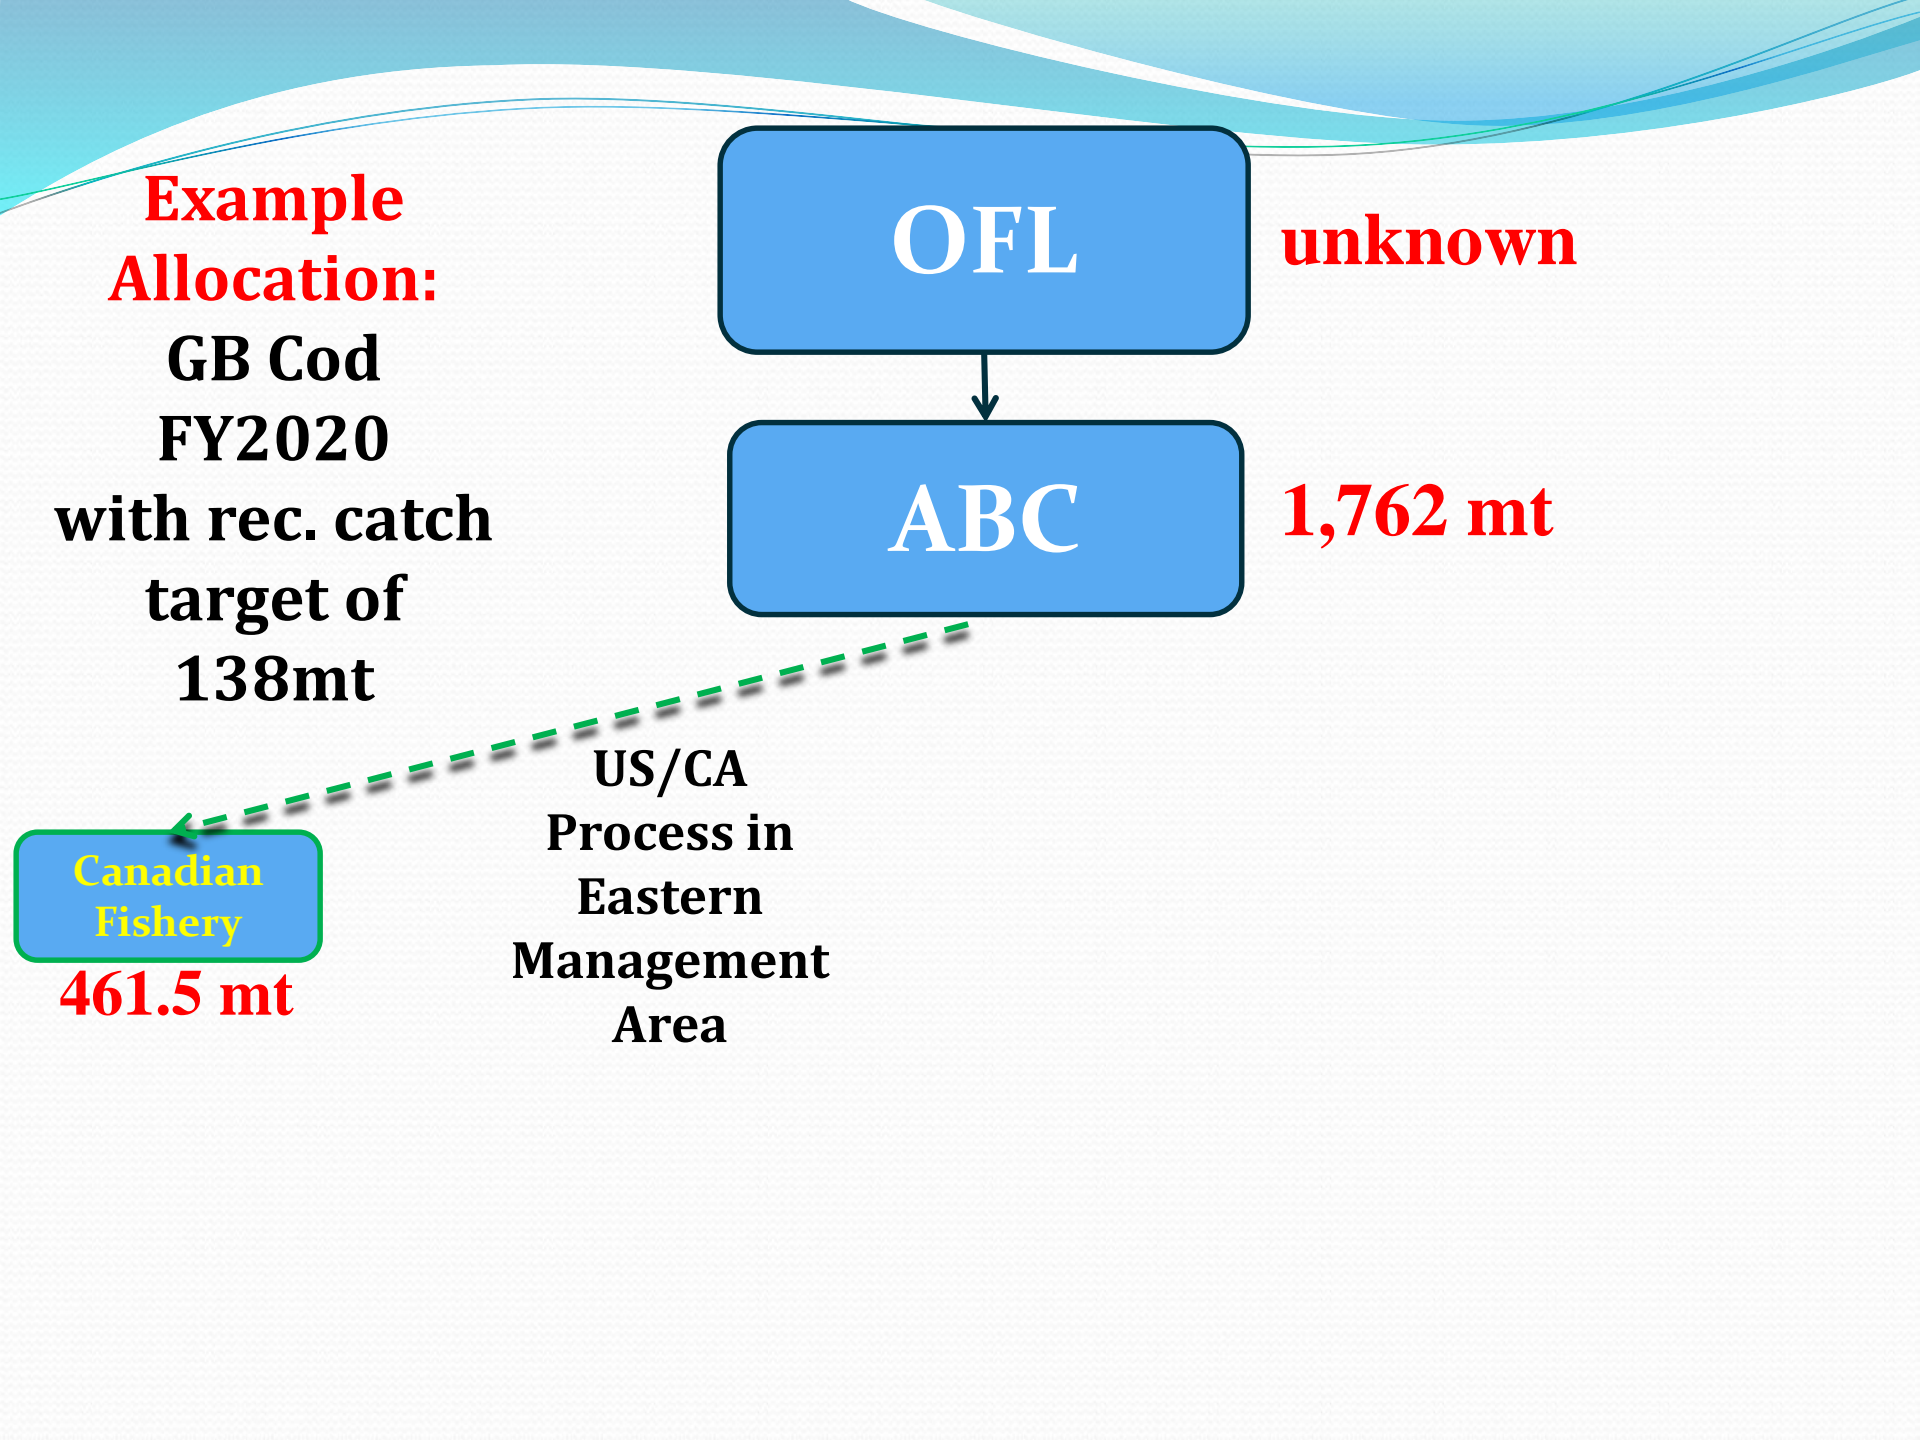 Example
Allocation:
GB Cod
FY2020
with rec. catch
target of
138mt
OFL
unknown
ABC
1,762 mt
US/CA
Process in
Eastern
Management
Area
Canadian
Fishery
461.5 mt